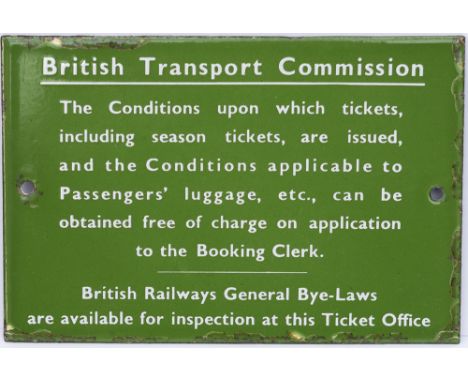 British Transport Commission
The Conditions upon which tickets,
including season tickets, are issued,
and the Conditions applicable to
Passengers' luggage, etc., can be
obtained free of charge on application
to the Booking Clerk.
British Railways General Bye-Laws
are available for inspection at this Ticket Office